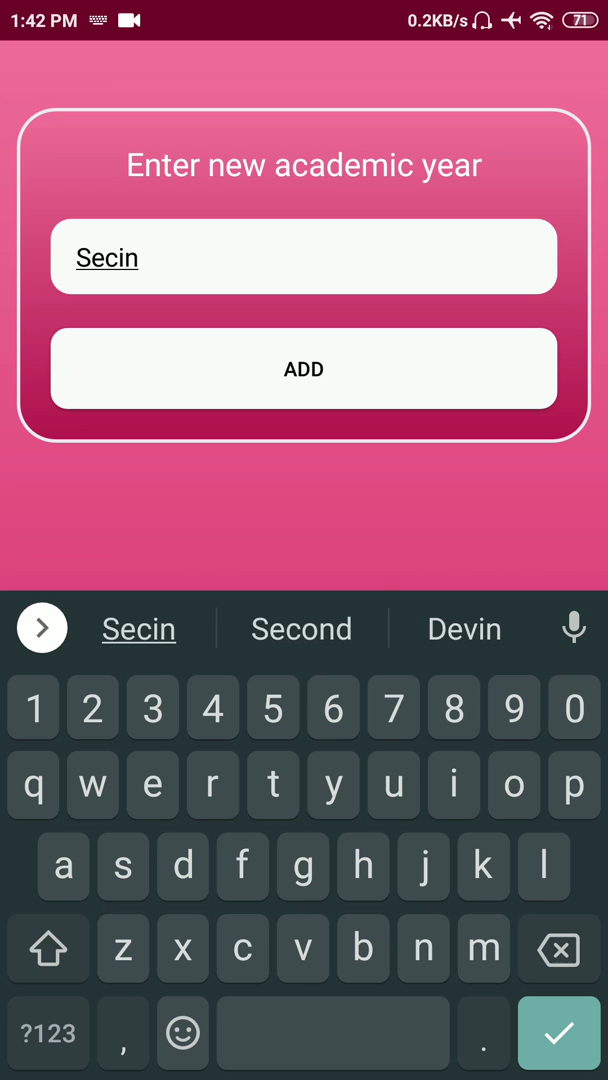 1:42 PM 0.2KB/s 71
Enter new academic year
Secin
ADD
Secin Second Devin
1 2 3 4 5 6 7 8 9 0
q w e r t y u i o p
a s d f g h j k l
z x c v b n m
?123 , .